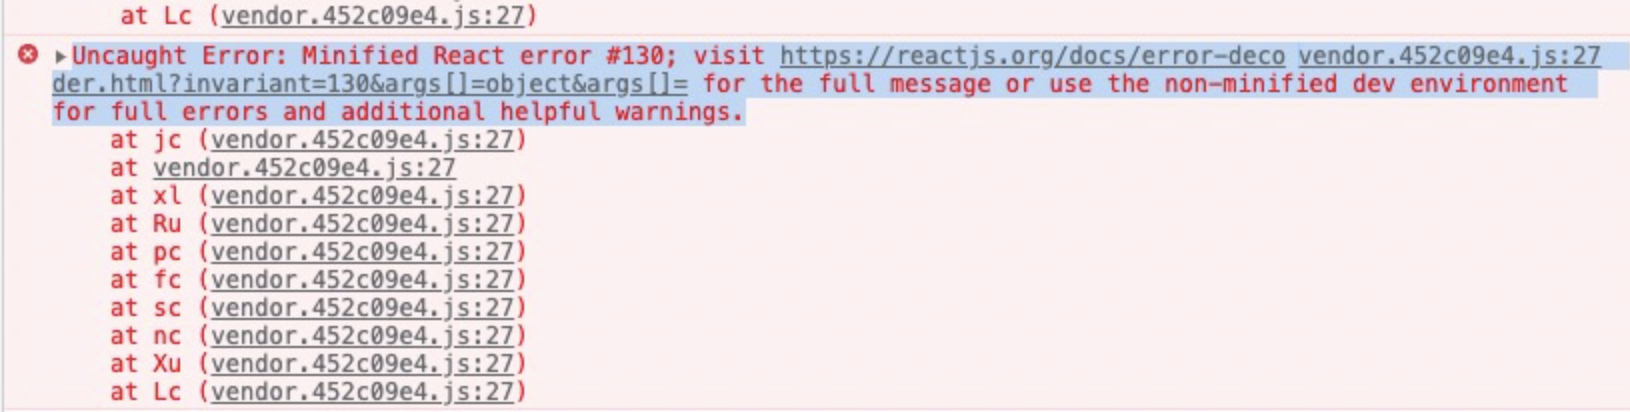 at Lc (vendor.452c09e4.js:27)
▶Uncaught Error: Minified React error #130; visit https://reactjs.org/docs/error-deco vendor.452c09e4.js:27
der.html?invariant=130&args[]=object&args[]= for the full message or use the non-minified dev environment
for full errors and additional helpful warnings.
at jc (vendor.452c09e4.js:27)
at vendor.452c09e4.js:27
at xl (vendor.452c09e4.js:27)
at Ru (vendor.452c09e4.js:27)
at pc (vendor.452c09e4.js:27)
at fc (vendor.452c09e4.js:27)
at sc (vendor.452c09e4.js:27)
at nc (vendor.452c09e4.js:27)
at Xu (vendor.452c09e4.js:27)
at Lc (vendor.452c09e4.js:27)